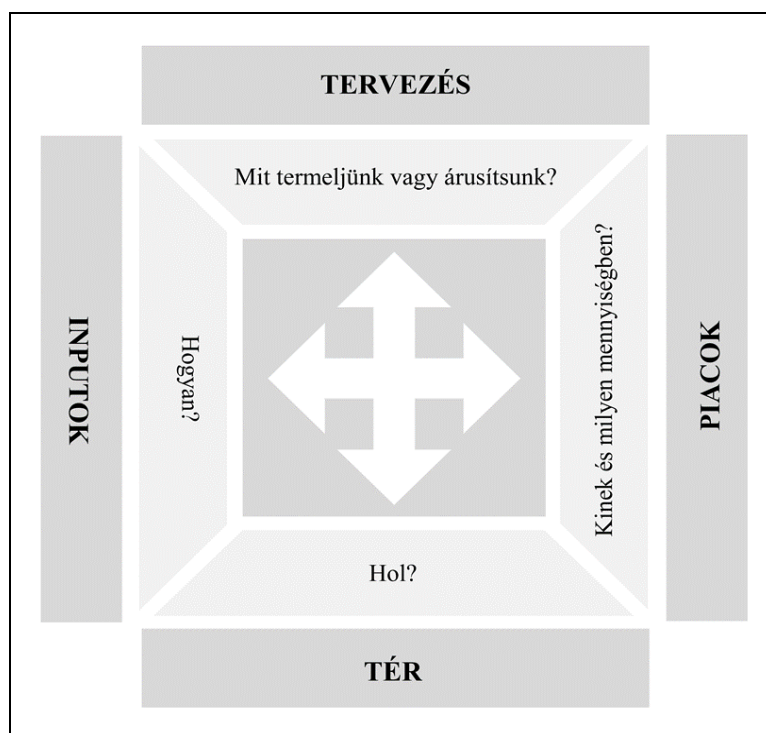 TERVEZÉS
Mit termeljünk vagy árusítsunk?
INPUTOK
Hogyan?
Kinek és milyen mennyiségben?
PIACOK
Hol?
TÉR